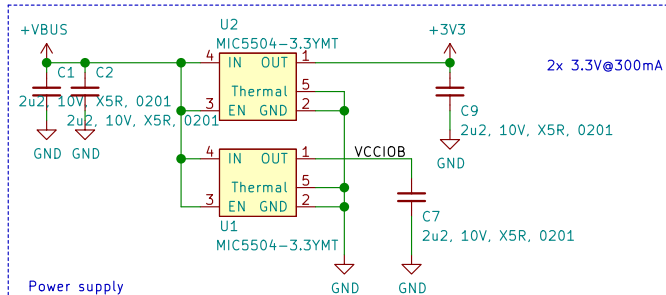 U2
MIC5504-3.3YMT
+VBUS
+3V3
4 IN OUT 1
2x 3.3V@300mA
C1 C2
Thermal 5
2u2, 10V, X5R, 0201
3 EN GND 2
C9
2u2, 10V, X5R, 0201
2u2, 10V, X5R, 0201
GND GND
GND
4 IN OUT 1
VCCIOB
Thermal 5
3 EN GND 2
C7
U1
2u2, 10V, X5R, 0201
MIC5504-3.3YMT
Power supply
GND
GND